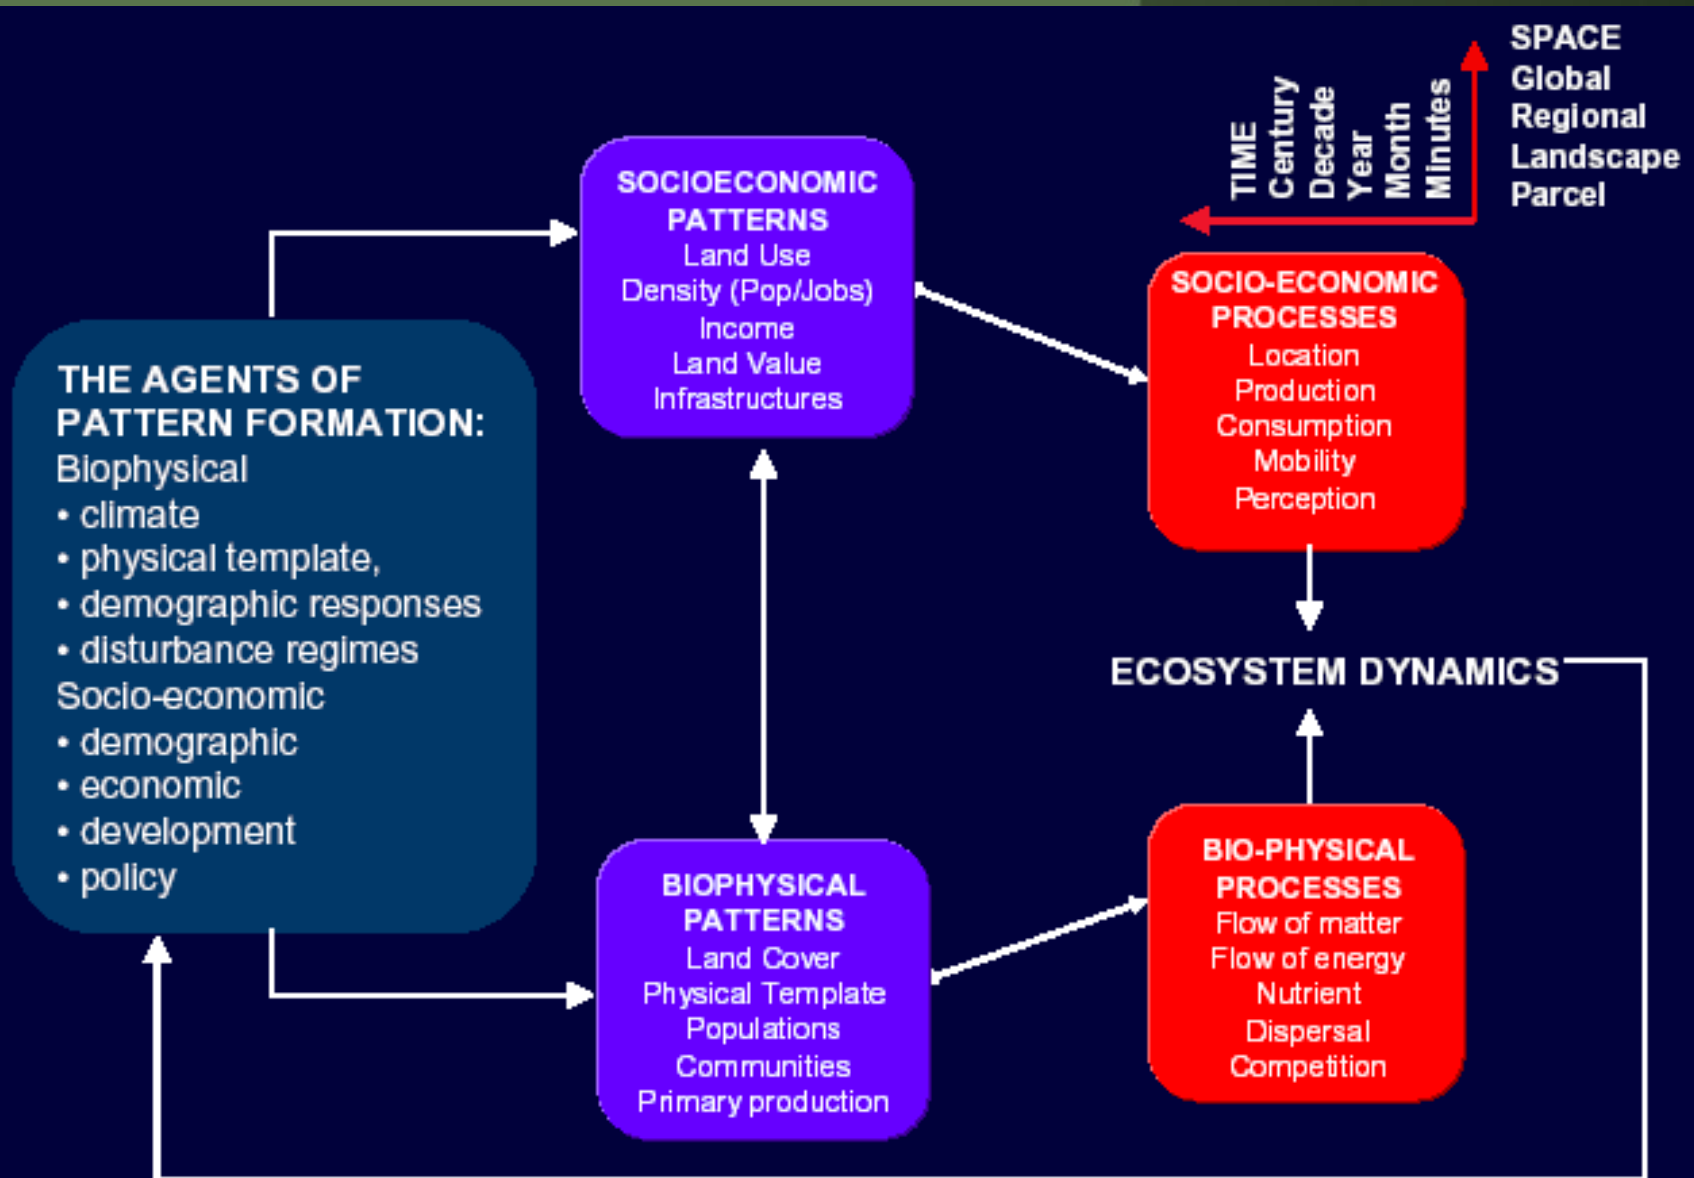 SPACE
Global
Regional
Landscape
Parcel
TIME
Century
Decade
Year
Month
Minutes
SOCIOECONOMIC
PATTERNS
Land Use
Density (Pop/Jobs)
Income
Land Value
Infrastructures
SOCIO-ECONOMIC
PROCESSES
Location
Production
Consumption
Mobility
Perception
THE AGENTS OF
PATTERN FORMATION:
Biophysical
• climate
• physical template,
• demographic responses
• disturbance regimes
Socio-economic
• demographic
• economic
• development
• policy
ECOSYSTEM DYNAMICS
BIOPHYSICAL
PATTERNS
Land Cover
Physical Template
Populations
Communities
Primary production
BIO-PHYSICAL
PROCESSES
Flow of matter
Flow of energy
Nutrient
Dispersal
Competition